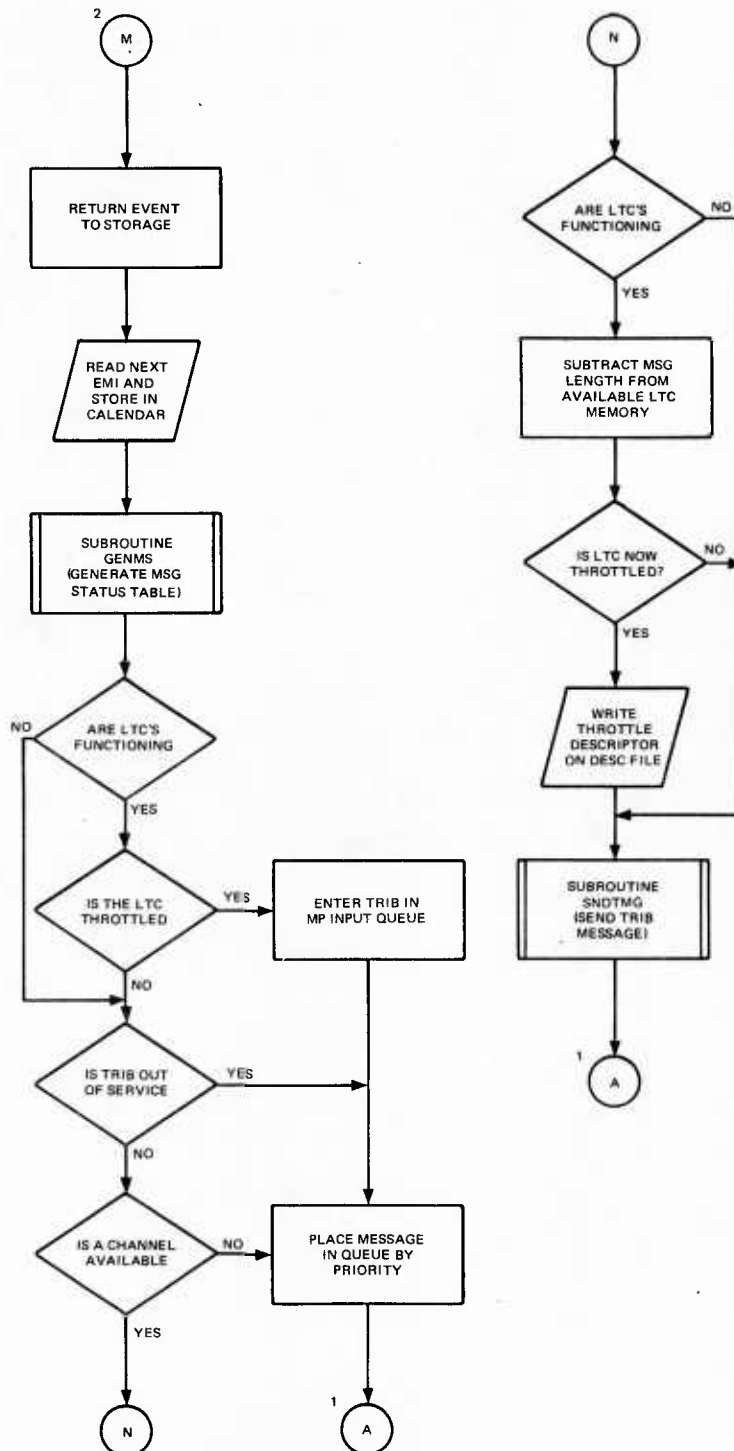 2
M
RETURN EVENT
TO STORAGE
READ NEXT
EMI AND
STORE IN
CALENDAR
SUBROUTINE
GENMS
(GENERATE MSG
STATUS TABLE)
NO
ARE LTC'S
FUNCTIONING
YES
IS THE LTC
THROTTLED
YES
ENTER TRIB IN
MP INPUT QUEUE
NO
IS TRIB OUT
OF SERVICE
YES
NO
IS A CHANNEL
AVAILABLE
NO
PLACE MESSAGE
IN QUEUE BY
PRIORITY
YES
N
1
A
N
ARE LTC'S
FUNCTIONING
NO
YES
SUBTRACT MSG
LENGTH FROM
AVAILABLE LTC
MEMORY
IS LTC NOW
THROTTLED?
NO
YES
WRITE
THROTTLE
DESCRIPTOR
ON DESC FILE
SUBROUTINE
SNDTMG
(SEND TRIB
MESSAGE)
1
A